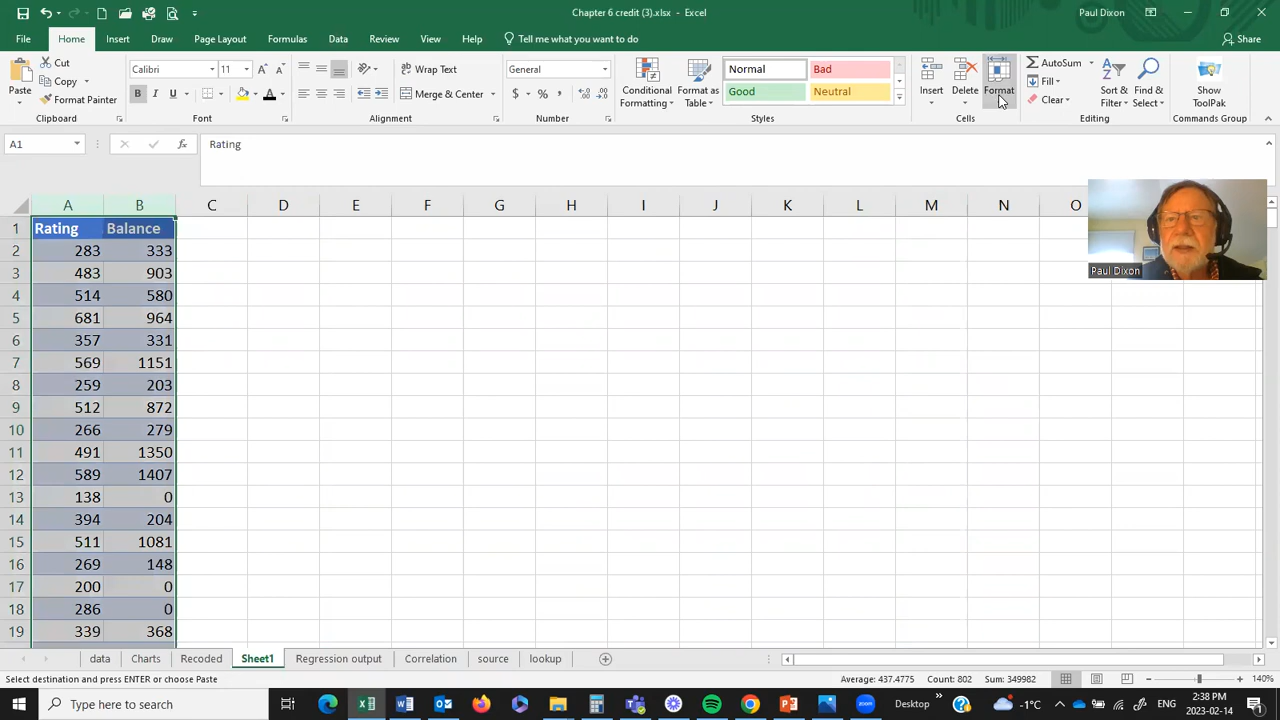 Chapter 6 credit (3).xlsx - Excel
Paul Dixon
File Home Insert Draw Page Layout Formulas Data Review View Help Tell me what you want to do Share
Paste
Cut
Copy
Format Painter
Clipboard
Calibri 11
B I U
Font
Wrap Text
Merge & Center
Alignment
General
$ % ,
Number
Conditional Formatting
Format as Table
Normal Bad
Good Neutral
Styles
Insert Delete Format
Cells
AutoSum
Fill
Clear
Sort & Filter
Find & Select
Editing
Show ToolPak
Commands Group
A1 fx Rating
A B C D E F G H I J K L M N O
1 Rating Balance
2 283 333
3 483 903
4 514 580
5 681 964
6 357 331
7 569 1151
8 259 203
9 512 872
10 266 279
11 491 1350
12 589 1407
13 138 0
14 394 204
15 511 1081
16 269 148
17 200 0
18 286 0
19 339 368
Paul Dixon
data Charts Recoded Sheet1 Regression output Correlation source lookup
Select destination and press ENTER or choose Paste Average: 437.4775 Count: 802 Sum: 349982 140%
Type here to search Desktop -1°C ENG 2:38 PM
2023-02-14